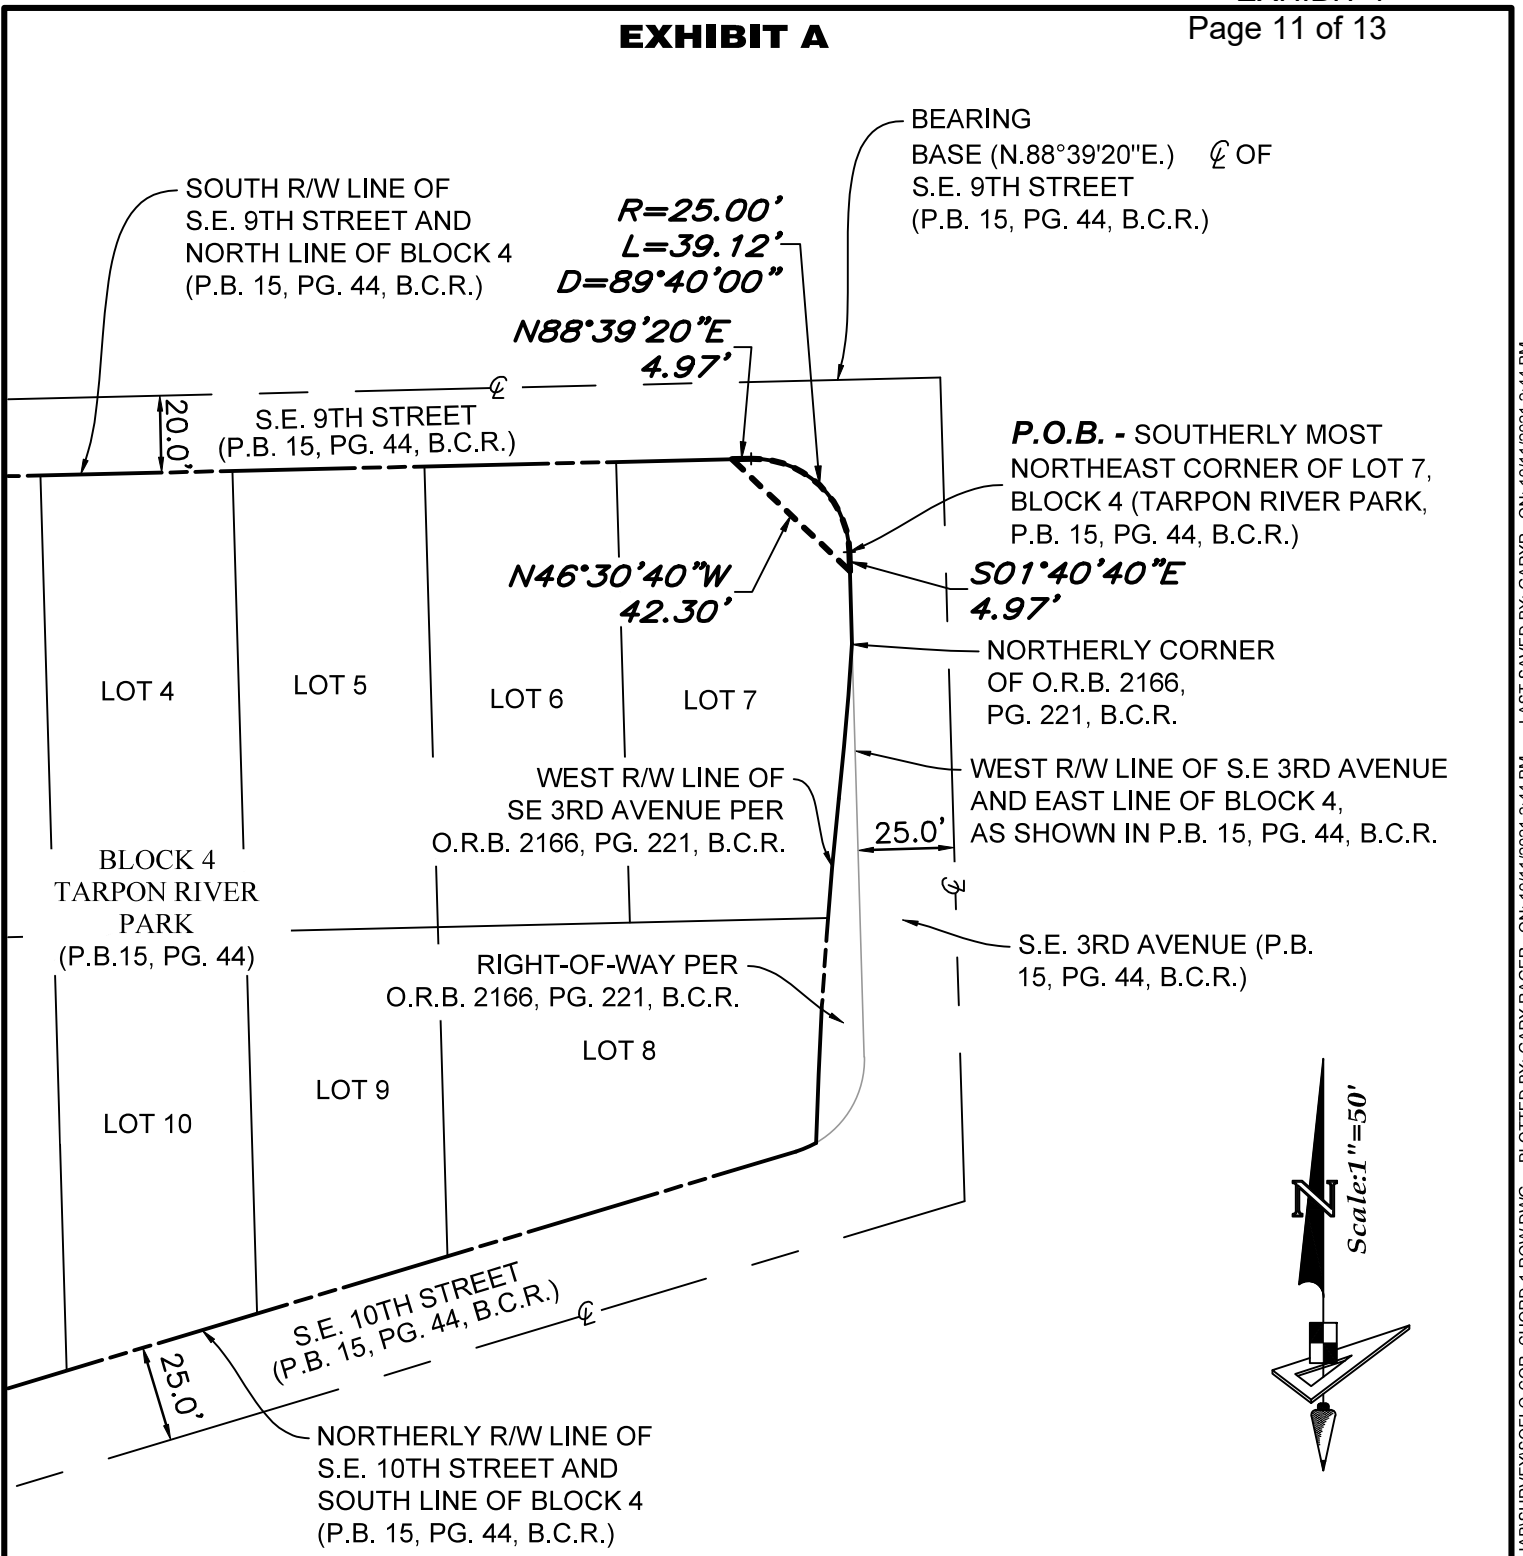 EXHIBIT A
Page 11 of 13
BEARING
BASE (N.88°39'20"E.) ℄ OF
S.E. 9TH STREET
(P.B. 15, PG. 44, B.C.R.)
SOUTH R/W LINE OF
S.E. 9TH STREET AND
NORTH LINE OF BLOCK 4
(P.B. 15, PG. 44, B.C.R.)
R=25.00'
L=39.12'
D=89°40'00"
N88°39'20"E
4.97'
℄
20.0'
S.E. 9TH STREET
(P.B. 15, PG. 44, B.C.R.)
P.O.B. - SOUTHERLY MOST
NORTHEAST CORNER OF LOT 7,
BLOCK 4 (TARPON RIVER PARK,
P.B. 15, PG. 44, B.C.R.)
N46°30'40"W
42.30'
S01°40'40"E
4.97'
NORTHERLY CORNER
OF O.R.B. 2166,
PG. 221, B.C.R.
LOT 4
LOT 5
LOT 6
LOT 7
WEST R/W LINE OF
SE 3RD AVENUE PER
O.R.B. 2166, PG. 221, B.C.R.
WEST R/W LINE OF S.E 3RD AVENUE
AND EAST LINE OF BLOCK 4,
AS SHOWN IN P.B. 15, PG. 44, B.C.R.
25.0'
℄
BLOCK 4
TARPON RIVER
PARK
(P.B.15, PG. 44)
S.E. 3RD AVENUE (P.B.
15, PG. 44, B.C.R.)
RIGHT-OF-WAY PER
O.R.B. 2166, PG. 221, B.C.R.
LOT 8
LOT 9
LOT 10
S.E. 10TH STREET
(P.B. 15, PG. 44, B.C.R.)
℄
25.0'
NORTHERLY R/W LINE OF
S.E. 10TH STREET AND
SOUTH LINE OF BLOCK 4
(P.B. 15, PG. 44, B.C.R.)
N
Scale:1"=50'